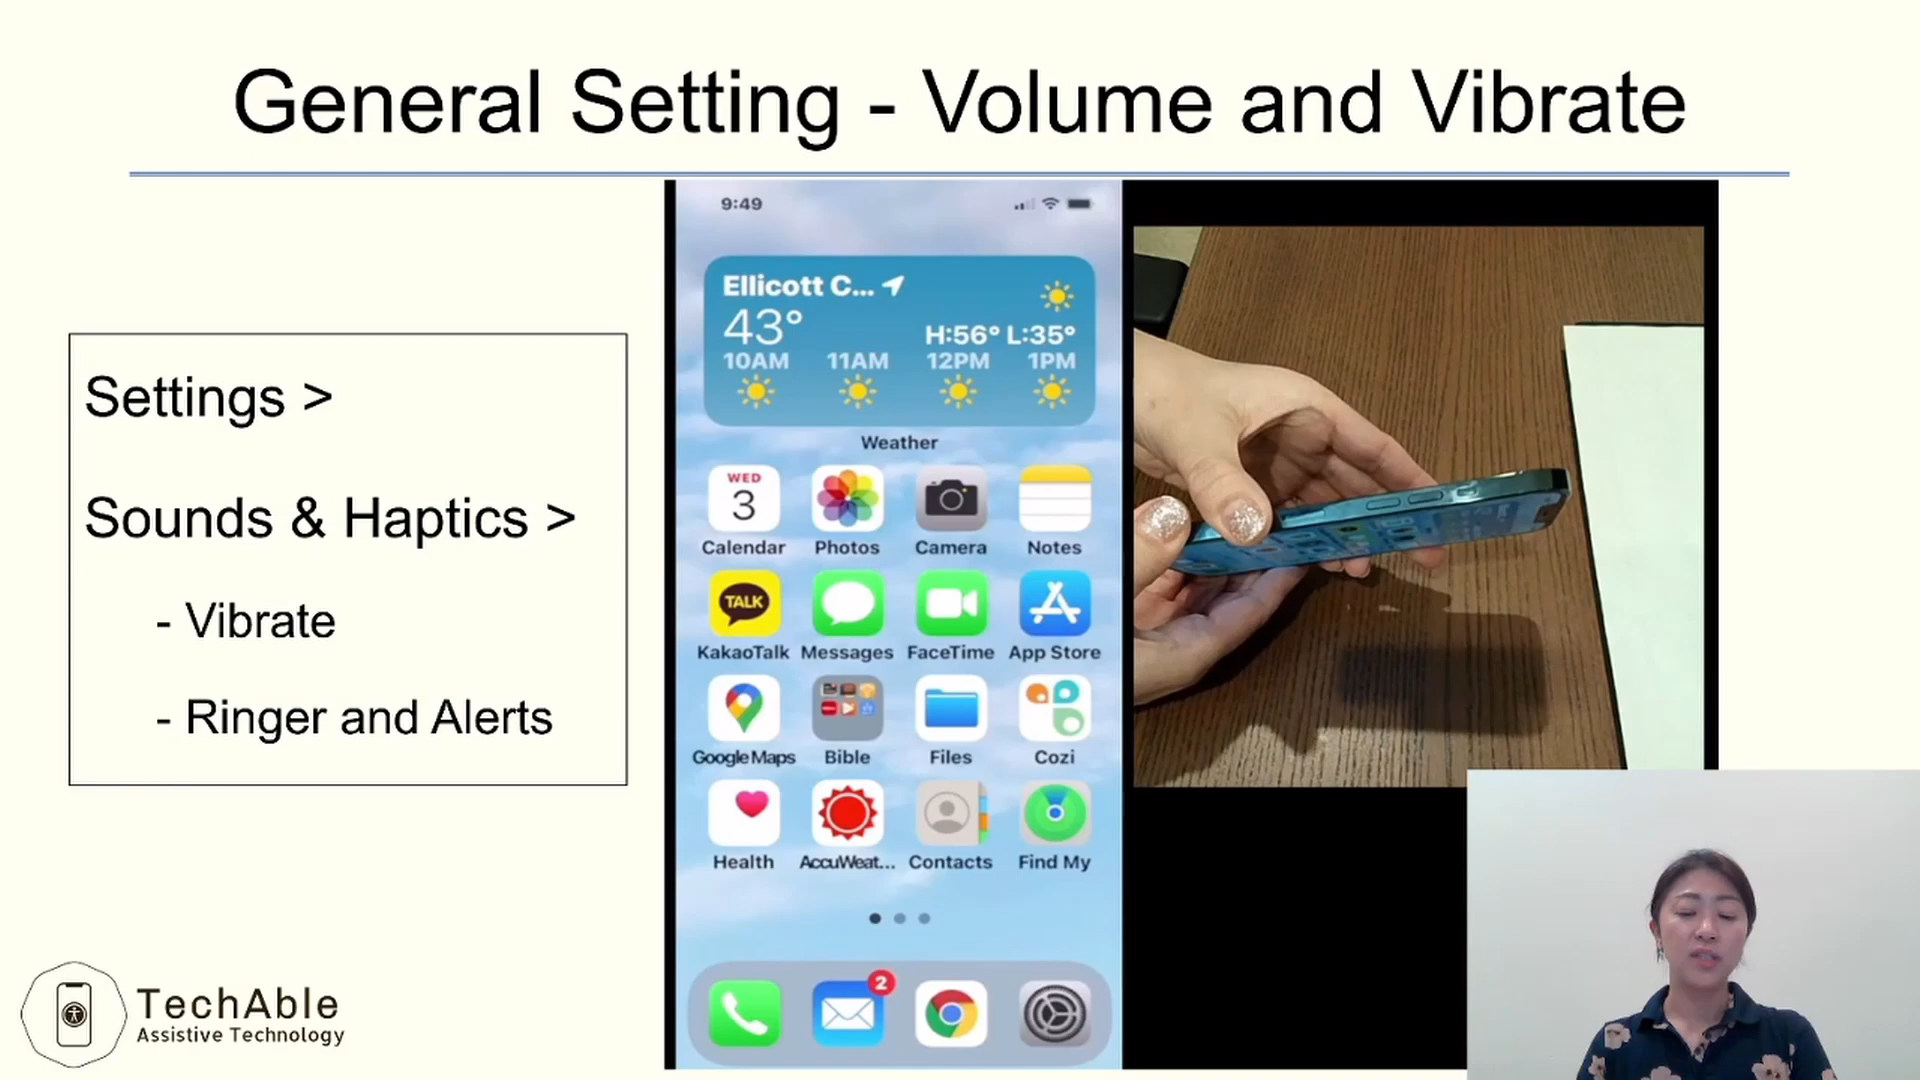 General Setting - Volume and Vibrate
Settings >
Sounds & Haptics >
- Vibrate
- Ringer and Alerts
9:49
Ellicott C...
43°
H:56° L:35°
10AM 11AM 12PM 1PM
Weather
WED
3
Calendar Photos Camera Notes
TALK
KakaoTalk Messages FaceTime App Store
Google Maps Bible Files Cozi
Health AccuWeat... Contacts Find My
2
TechAble
Assistive Technology